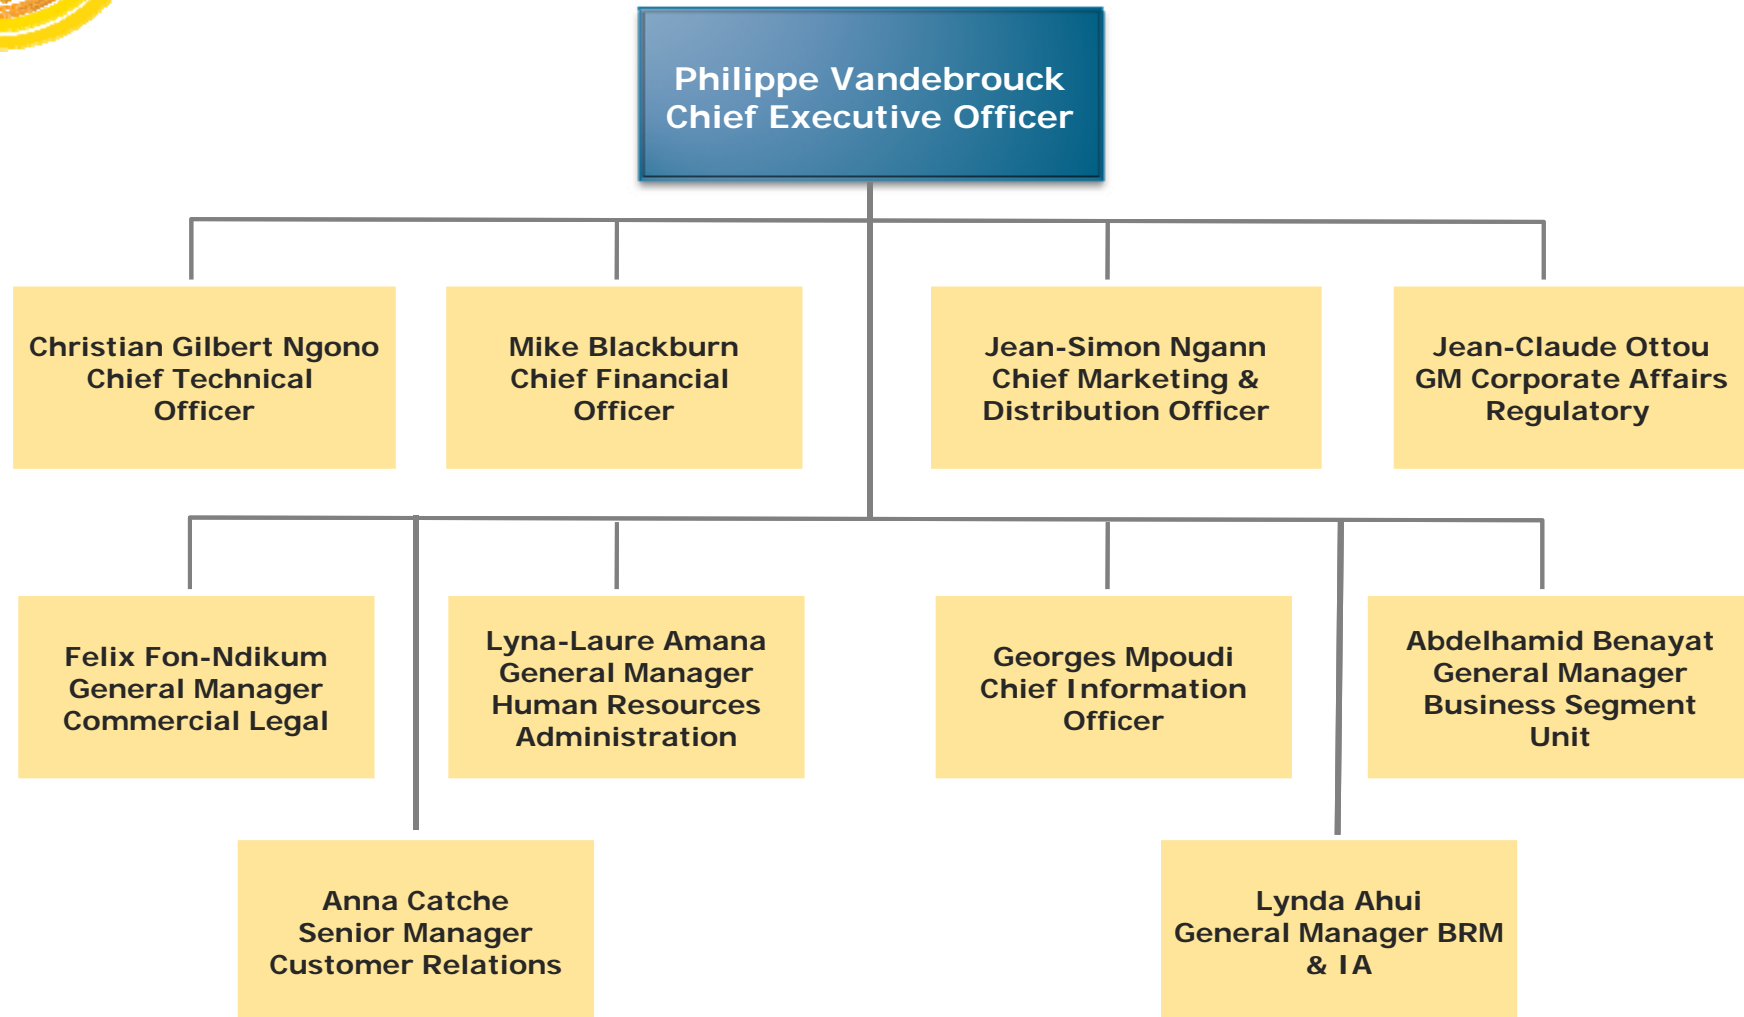 Philippe Vandebrouck
Chief Executive Officer
Christian Gilbert Ngono
Chief Technical
Officer
Mike Blackburn
Chief Financial
Officer
Jean-Simon Ngann
Chief Marketing &
Distribution Officer
Jean-Claude Ottou
GM Corporate Affairs
Regulatory
Felix Fon-Ndikum
General Manager
Commercial Legal
Lyna-Laure Amana
General Manager
Human Resources
Administration
Georges Mpoudi
Chief Information
Officer
Abdelhamid Benayat
General Manager
Business Segment
Unit
Anna Catche
Senior Manager
Customer Relations
Lynda Ahui
General Manager BRM
& IA